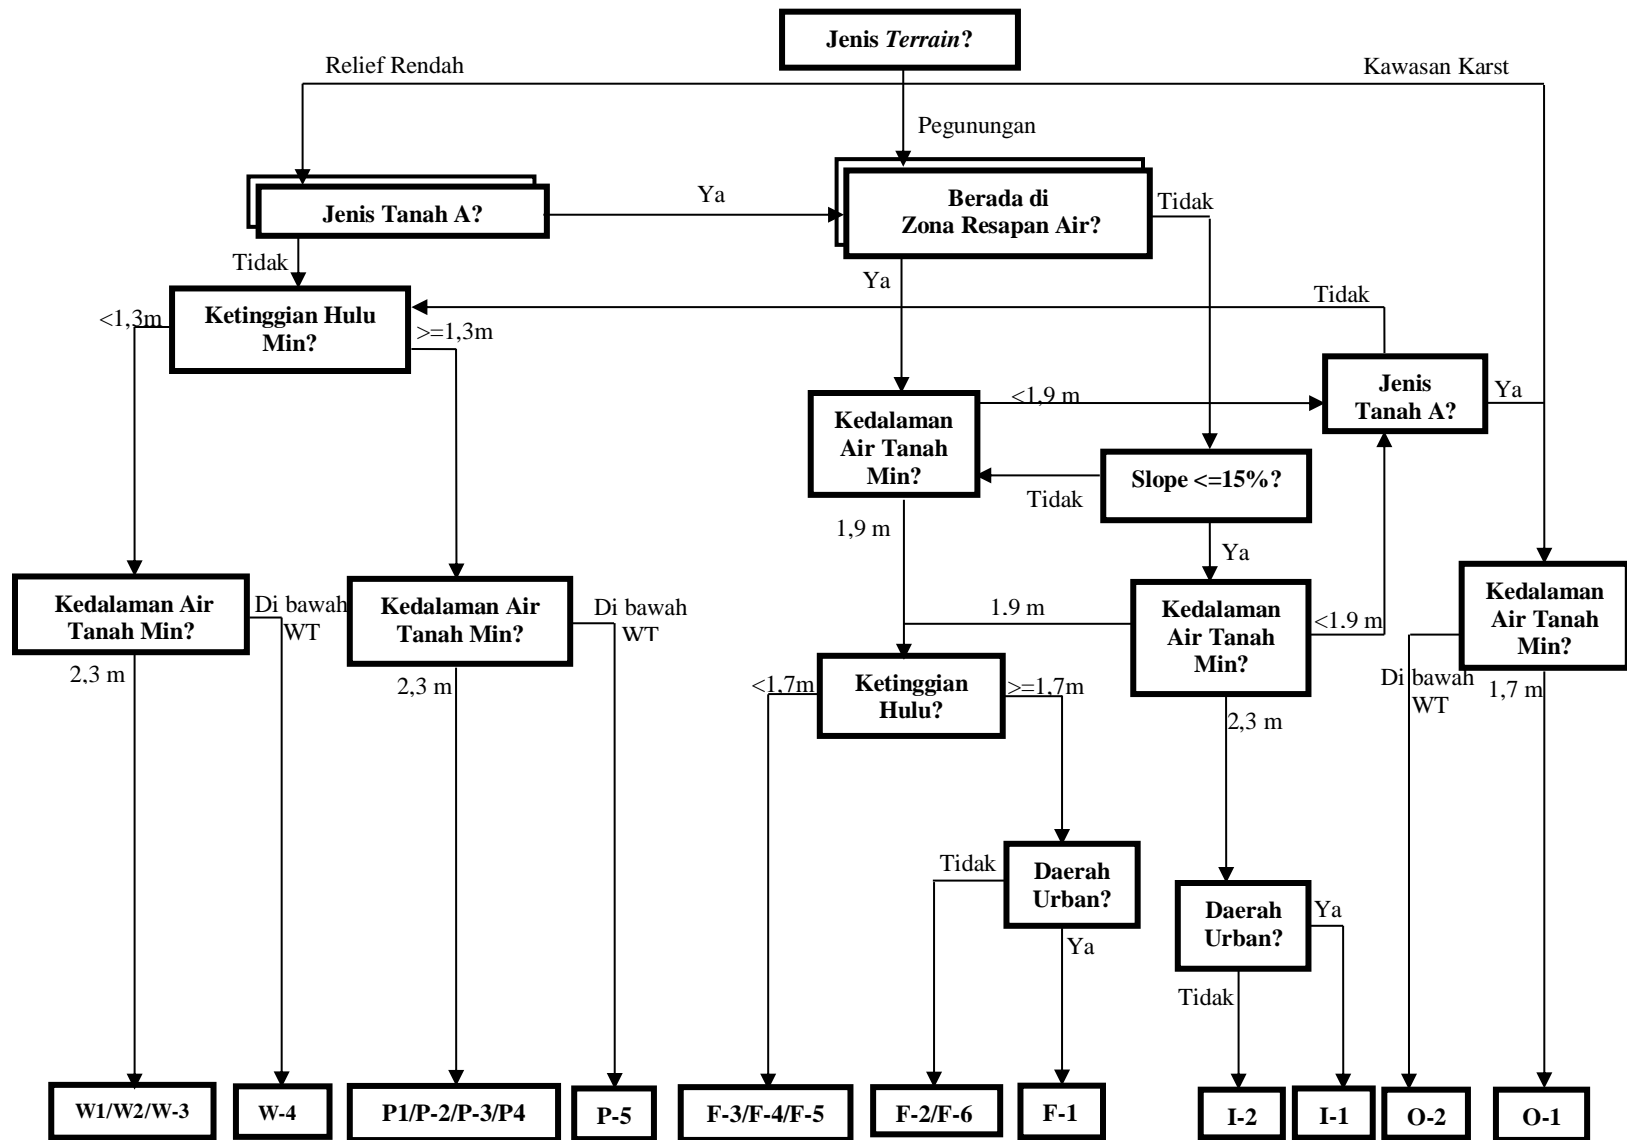 Jenis Terrain?
Relief Rendah
Kawasan Karst
Pegunungan
Jenis Tanah A?
Ya
Berada di
Zona Resapan Air?
Tidak
Tidak
Ya
Ketinggian Hulu
Min?
<1,3m
>=1,3m
Tidak
Jenis
Tanah A?
Ya
<1,9 m
Kedalaman
Air Tanah
Min?
Slope <=15%?
Tidak
1,9 m
Ya
Kedalaman Air
Tanah Min?
Di bawah
WT
Kedalaman Air
Tanah Min?
Di bawah
WT
1.9 m
Kedalaman
Air Tanah
Min?
<1.9 m
Kedalaman
Air Tanah
Min?
2,3 m
2,3 m
<1,7m
Ketinggian
Hulu?
>=1,7m
2,3 m
Di bawah
WT
1,7 m
Tidak
Daerah
Urban?
Ya
Daerah
Urban?
Ya
Tidak
W1/W2/W-3
W-4
P1/P-2/P-3/P4
P-5
F-3/F-4/F-5
F-2/F-6
F-1
I-2
I-1
O-2
O-1